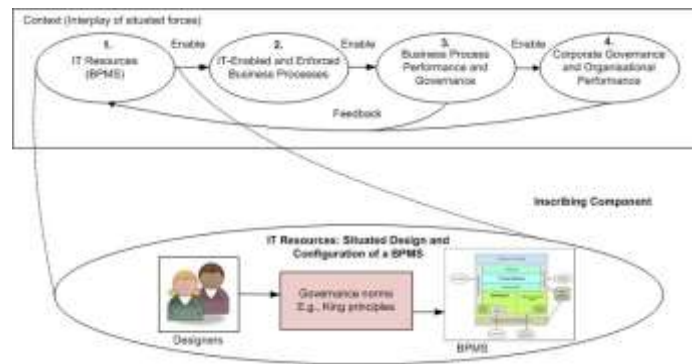 Context (Interplay of situated forces)
1.
IT Resources
(BPMS)
Enable
2.
IT-Enabled and Enforced
Business Processes
Enable
3.
Business Process
Performance and
Governance
Enable
4.
Corporate Governance
and Organisational
Performance
Feedback
Inscribing Component
IT Resources: Situated Design and
Configuration of a BPMS
Governance norms
E.g., King principles
Designers
BPMS